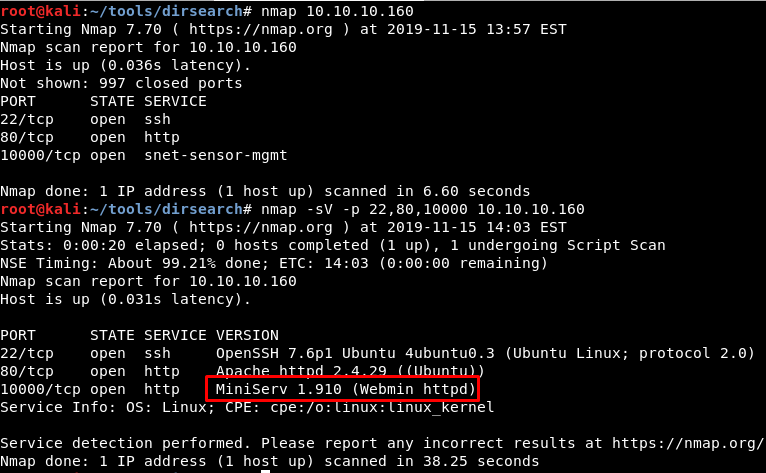 root@kali:~/tools/dirsearch# nmap 10.10.10.160
Starting Nmap 7.70 ( https://nmap.org ) at 2019-11-15 13:57 EST
Nmap scan report for 10.10.10.160
Host is up (0.036s latency).
Not shown: 997 closed ports
PORT      STATE SERVICE
22/tcp    open  ssh
80/tcp    open  http
10000/tcp open  snet-sensor-mgmt

Nmap done: 1 IP address (1 host up) scanned in 6.60 seconds
root@kali:~/tools/dirsearch# nmap -sV -p 22,80,10000 10.10.10.160
Starting Nmap 7.70 ( https://nmap.org ) at 2019-11-15 14:03 EST
Stats: 0:00:20 elapsed; 0 hosts completed (1 up), 1 undergoing Script Scan
NSE Timing: About 99.21% done; ETC: 14:03 (0:00:00 remaining)
Nmap scan report for 10.10.10.160
Host is up (0.031s latency).

PORT      STATE SERVICE VERSION
22/tcp    open  ssh     OpenSSH 7.6p1 Ubuntu 4ubuntu0.3 (Ubuntu Linux; protocol 2.0)
80/tcp    open  http    Apache httpd 2.4.29 ((Ubuntu))
10000/tcp open  http    MiniServ 1.910 (Webmin httpd)
Service Info: OS: Linux; CPE: cpe:/o:linux:linux_kernel

Service detection performed. Please report any incorrect results at https://nmap.org/
Nmap done: 1 IP address (1 host up) scanned in 38.25 seconds